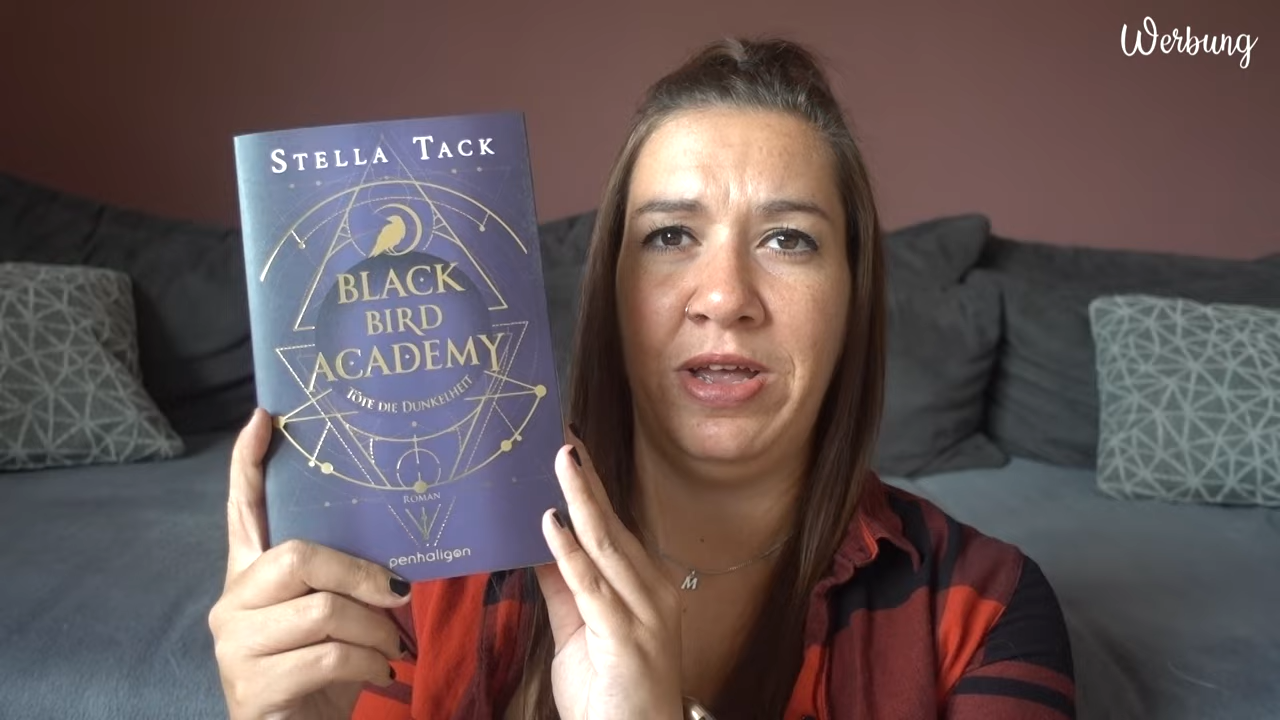 Werbung
STELLA TACK
BLACK
BIRD
ACADEMY
TÖTE DIE DUNKELHEIT
ROMAN
penhaligon
M